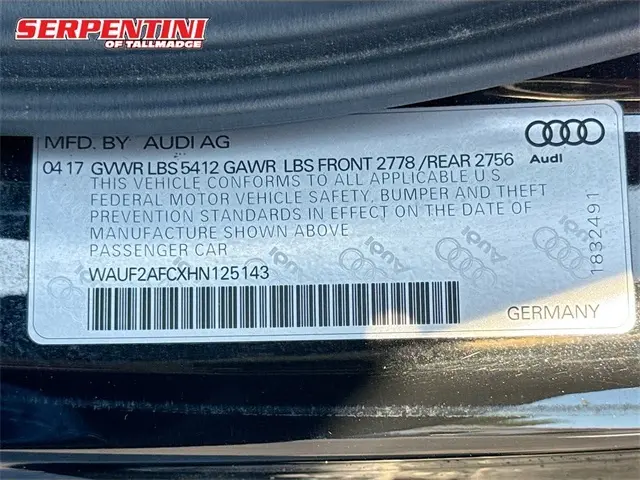 SERPENTINI
OF TALLMADGE
MFD. BY AUDI AG
04 17 GVWR LBS 5412 GAWR LBS FRONT 2778 / REAR 2756
THIS VEHICLE CONFORMS TO ALL APPLICABLE U.S.
FEDERAL MOTOR VEHICLE SAFETY, BUMPER AND THEFT
PREVENTION STANDARDS IN EFFECT ON THE DATE OF
MANUFACTURE SHOWN ABOVE.
PASSENGER CAR
WAUF2AFCXHN125143
Audi
1832491
Audi
Audi
GERMANY